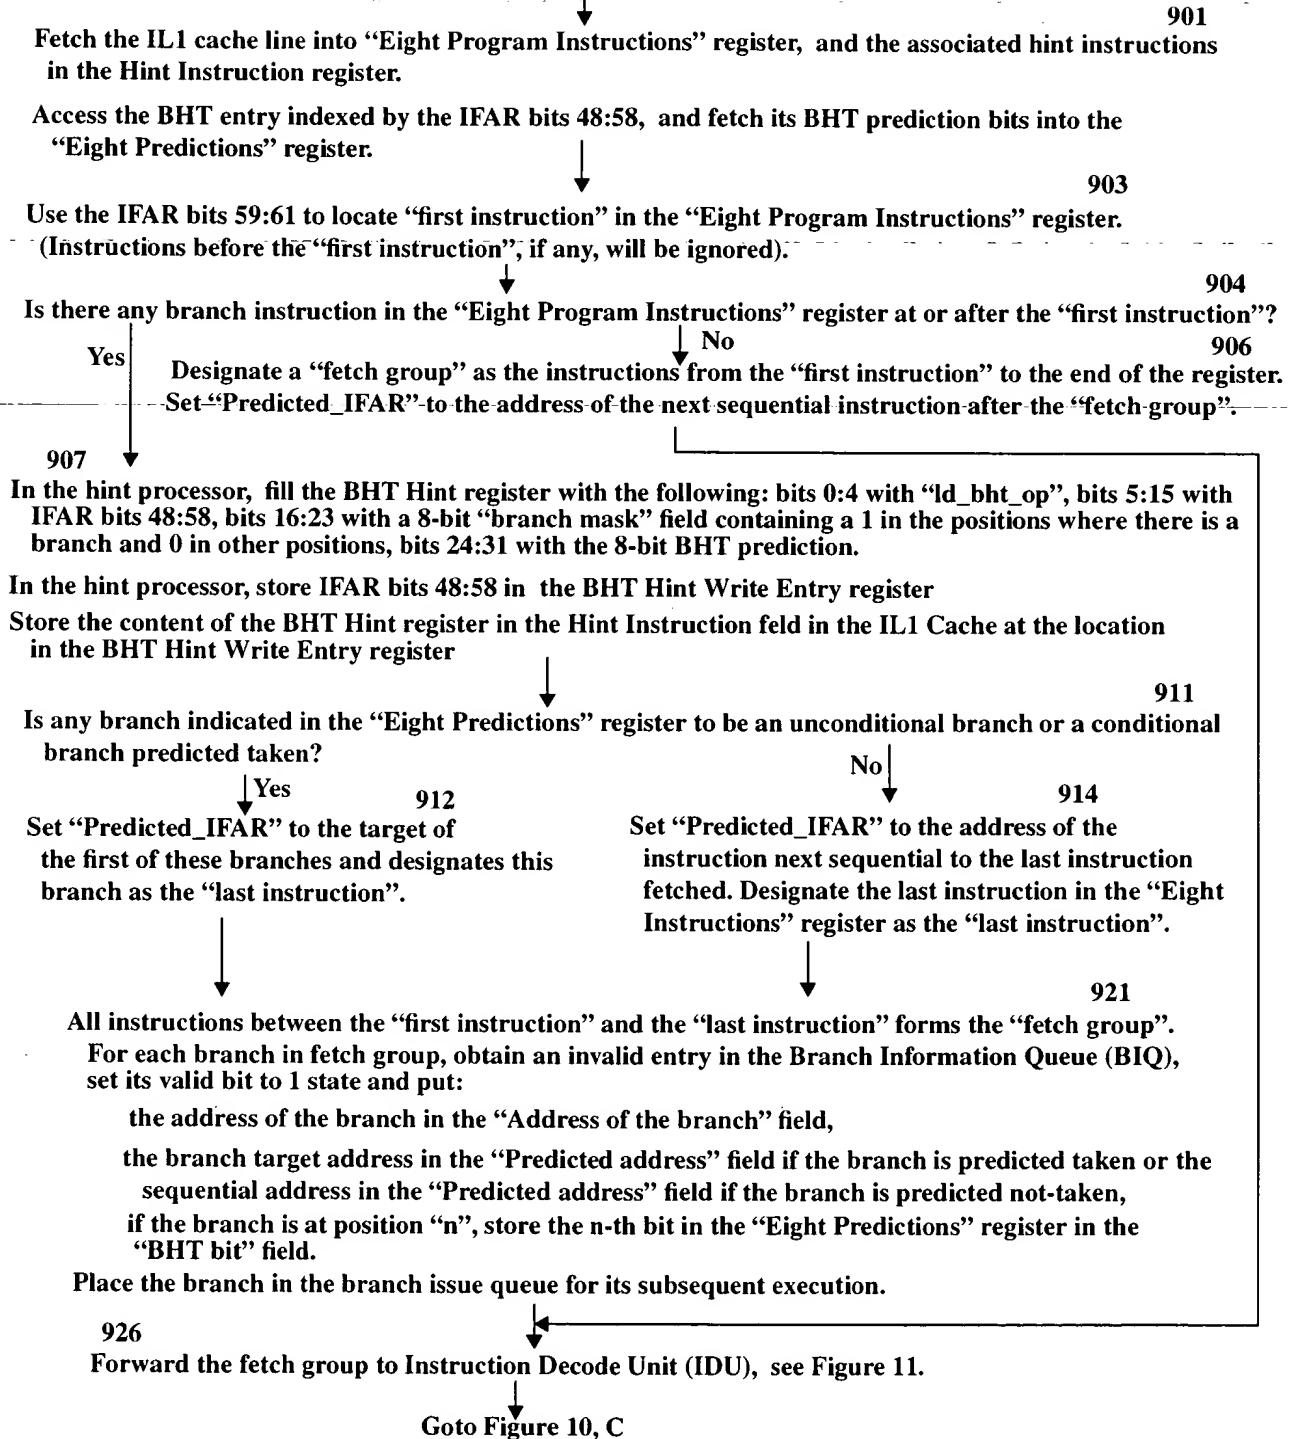 901
Fetch the IL1 cache line into “Eight Program Instructions” register, and the associated hint instructions
in the Hint Instruction register.
Access the BHT entry indexed by the IFAR bits 48:58, and fetch its BHT prediction bits into the
“Eight Predictions” register.
903
Use the IFAR bits 59:61 to locate “first instruction” in the “Eight Program Instructions” register.
(Instructions before the “first instruction”, if any, will be ignored).
904
Is there any branch instruction in the “Eight Program Instructions” register at or after the “first instruction”?
Yes
No
906
Designate a “fetch group” as the instructions from the “first instruction” to the end of the register.
Set “Predicted_IFAR” to the address of the next sequential instruction after the “fetch group”.
907
In the hint processor, fill the BHT Hint register with the following: bits 0:4 with “ld_bht_op”, bits 5:15 with
IFAR bits 48:58, bits 16:23 with a 8-bit “branch mask” field containing a 1 in the positions where there is a
branch and 0 in other positions, bits 24:31 with the 8-bit BHT prediction.
In the hint processor, store IFAR bits 48:58 in the BHT Hint Write Entry register
Store the content of the BHT Hint register in the Hint Instruction feld in the IL1 Cache at the location
in the BHT Hint Write Entry register
911
Is any branch indicated in the “Eight Predictions” register to be an unconditional branch or a conditional
branch predicted taken?
Yes
No
912
Set “Predicted_IFAR” to the target of
the first of these branches and designates this
branch as the “last instruction”.
914
Set “Predicted_IFAR” to the address of the
instruction next sequential to the last instruction
fetched. Designate the last instruction in the “Eight
Instructions” register as the “last instruction”.
921
All instructions between the “first instruction” and the “last instruction” forms the “fetch group”.
For each branch in fetch group, obtain an invalid entry in the Branch Information Queue (BIQ),
set its valid bit to 1 state and put:
the address of the branch in the “Address of the branch” field,
the branch target address in the “Predicted address” field if the branch is predicted taken or the
sequential address in the “Predicted address” field if the branch is predicted not-taken,
if the branch is at position “n”, store the n-th bit in the “Eight Predictions” register in the
“BHT bit” field.
Place the branch in the branch issue queue for its subsequent execution.
926
Forward the fetch group to Instruction Decode Unit (IDU), see Figure 11.
Goto Figure 10, C